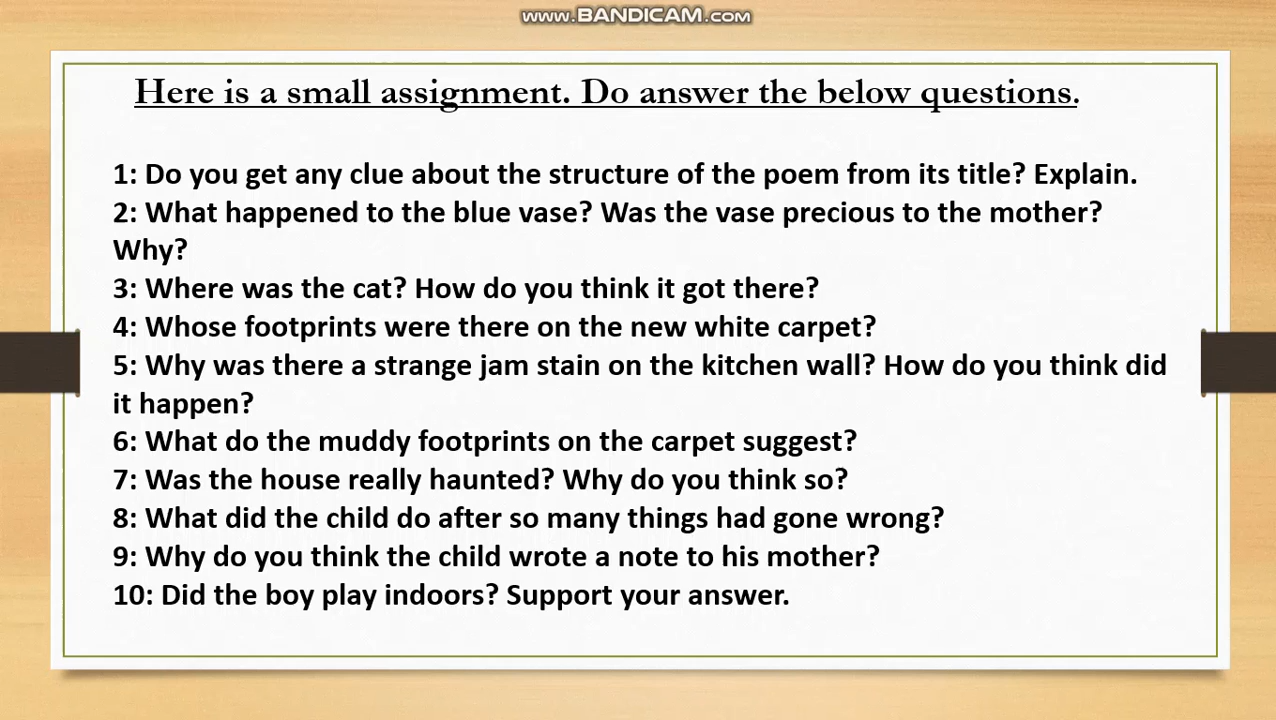 www.BANDICAM.com
Here is a small assignment. Do answer the below questions.
1: Do you get any clue about the structure of the poem from its title? Explain.
2: What happened to the blue vase? Was the vase precious to the mother?
Why?
3: Where was the cat? How do you think it got there?
4: Whose footprints were there on the new white carpet?
5: Why was there a strange jam stain on the kitchen wall? How do you think did
it happen?
6: What do the muddy footprints on the carpet suggest?
7: Was the house really haunted? Why do you think so?
8: What did the child do after so many things had gone wrong?
9: Why do you think the child wrote a note to his mother?
10: Did the boy play indoors? Support your answer.